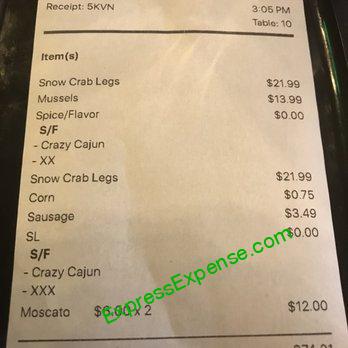 Receipt: 5KVN 3:05 PM
Table: 10
Item(s)
Snow Crab Legs $21.99
Mussels $13.99
Spice/Flavor $0.00
S/F
- Crazy Cajun
- XX
Snow Crab Legs $21.99
Corn $0.75
Sausage $3.49
SL $0.00
S/F
- Crazy Cajun
- XXX
Moscato $6.00 x 2 $12.00
ExpressExpense.com